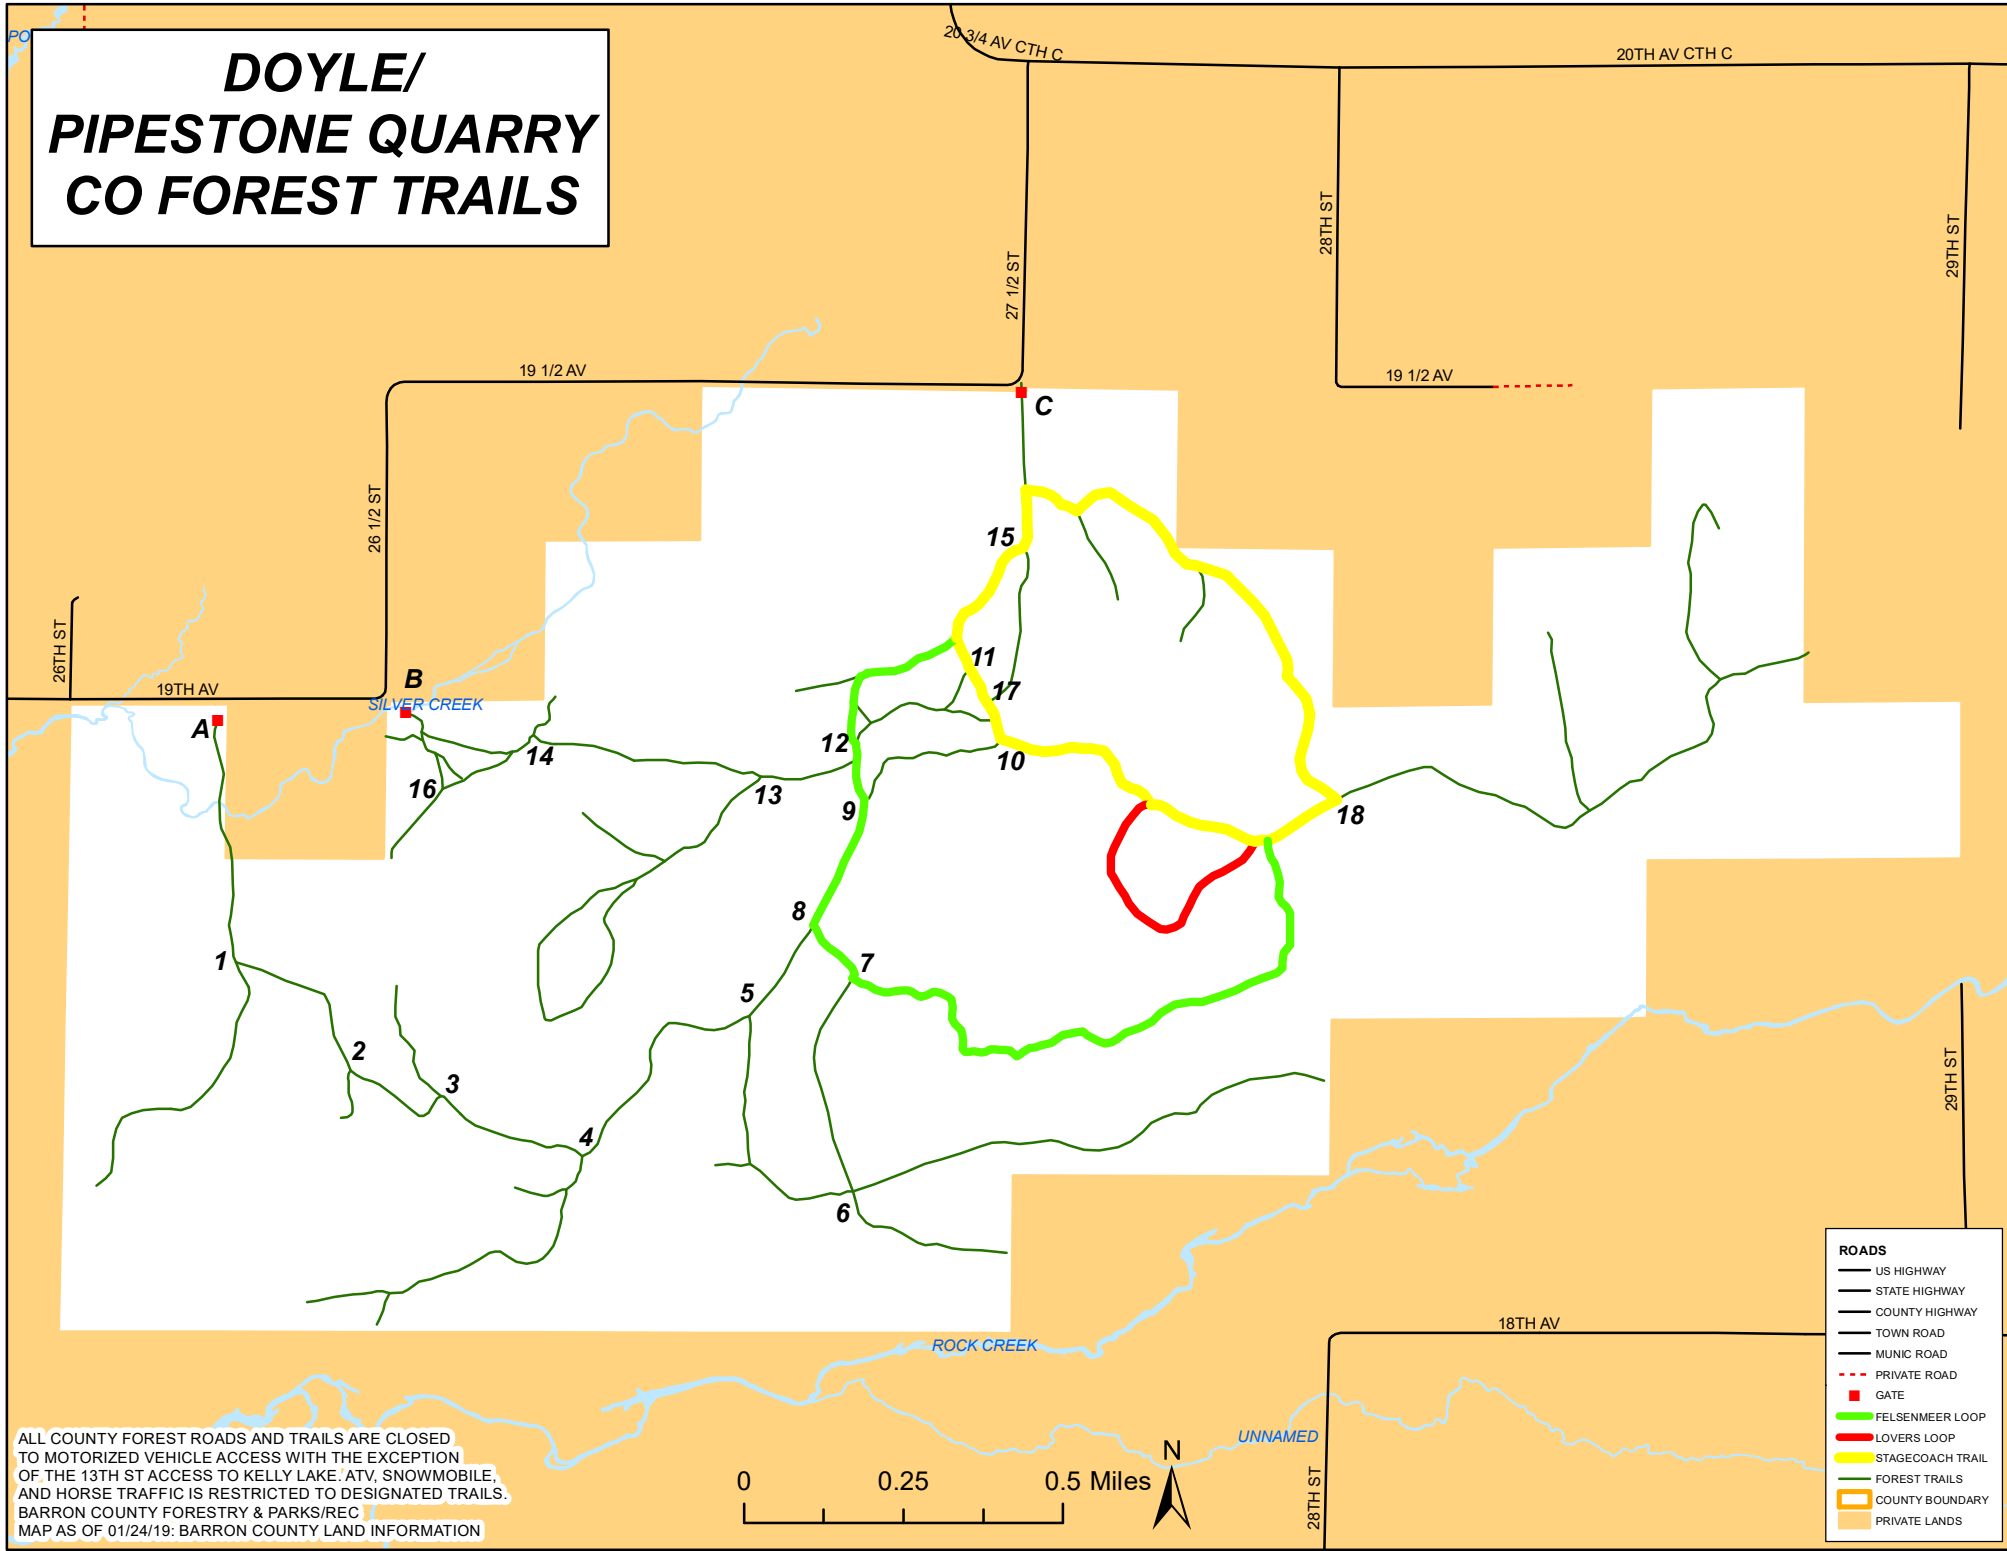 PO
DOYLE/
PIPESTONE QUARRY
CO FOREST TRAILS
20 3/4 AV CTH C
20TH AV CTH C
27 1/2 ST
28TH ST
29TH ST
19 1/2 AV
19 1/2 AV
C
26 1/2 ST
15
26TH ST
19TH AV
B
SILVER CREEK
A
11
17
12
14
10
16
13
9
18
8
1
7
5
2
3
4
6
29TH ST
ROCK CREEK
18TH AV
UNNAMED
28TH ST
ALL COUNTY FOREST ROADS AND TRAILS ARE CLOSED
TO MOTORIZED VEHICLE ACCESS WITH THE EXCEPTION
OF THE 13TH ST ACCESS TO KELLY LAKE. ATV, SNOWMOBILE,
AND HORSE TRAFFIC IS RESTRICTED TO DESIGNATED TRAILS.
BARRON COUNTY FORESTRY & PARKS/REC
MAP AS OF 01/24/19: BARRON COUNTY LAND INFORMATION
0 0.25 0.5 Miles
N
ROADS
US HIGHWAY
STATE HIGHWAY
COUNTY HIGHWAY
TOWN ROAD
MUNIC ROAD
PRIVATE ROAD
GATE
FELSENMEER LOOP
LOVERS LOOP
STAGECOACH TRAIL
FOREST TRAILS
COUNTY BOUNDARY
PRIVATE LANDS